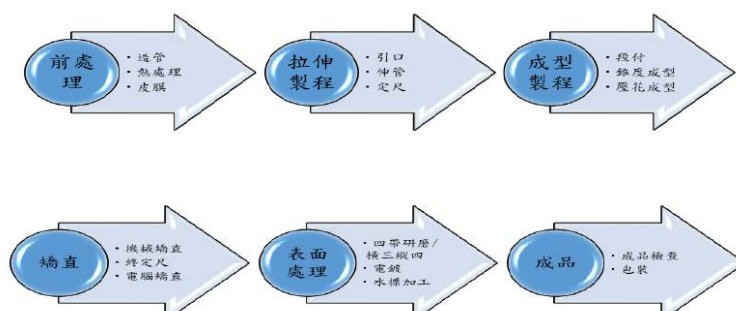 前處
理
· 造管
· 熱處理
· 皮膜
拉伸
製程
· 引口
· 伸管
· 定尺
成型
製程
· 段付
· 錐度成型
· 壓花成型
矯直
· 機械矯直
· 終定尺
· 電腦矯直
表面
處理
· 四帶研磨/
橫三縱四
· 電鍍
· 水標加工
成品
· 成品檢查
· 包裝